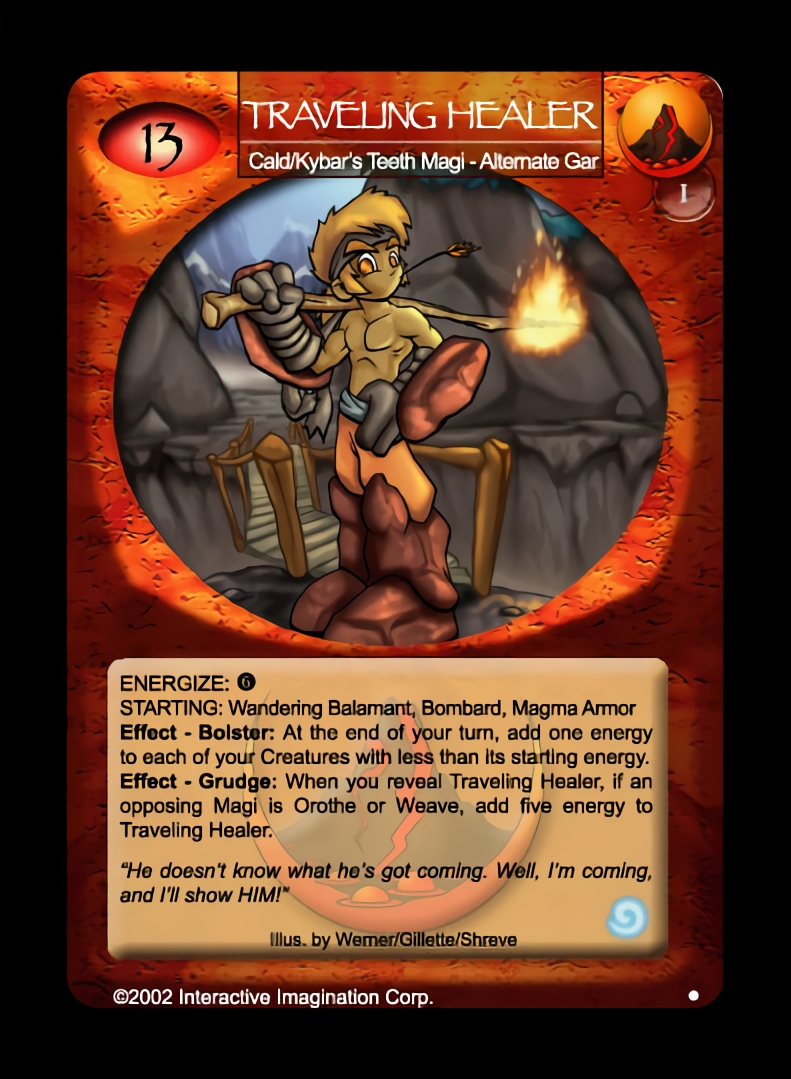 13
TRAVELING HEALER
Cald/Kybar's Teeth Magi - Alternate Gar
I
ENERGIZE: 6
STARTING: Wandering Balamant, Bombard, Magma Armor
Effect - Bolster: At the end of your turn, add one energy
to each of your Creatures with less than its starting energy.
Effect - Grudge: When you reveal Traveling Healer, if an
opposing Magi is Orothe or Weave, add five energy to
Traveling Healer.
"He doesn't know what he's got coming. Well, I'm coming,
and I'll show HIM!"
Illus. by Werner/Gillette/Shreve
©2002 Interactive Imagination Corp.